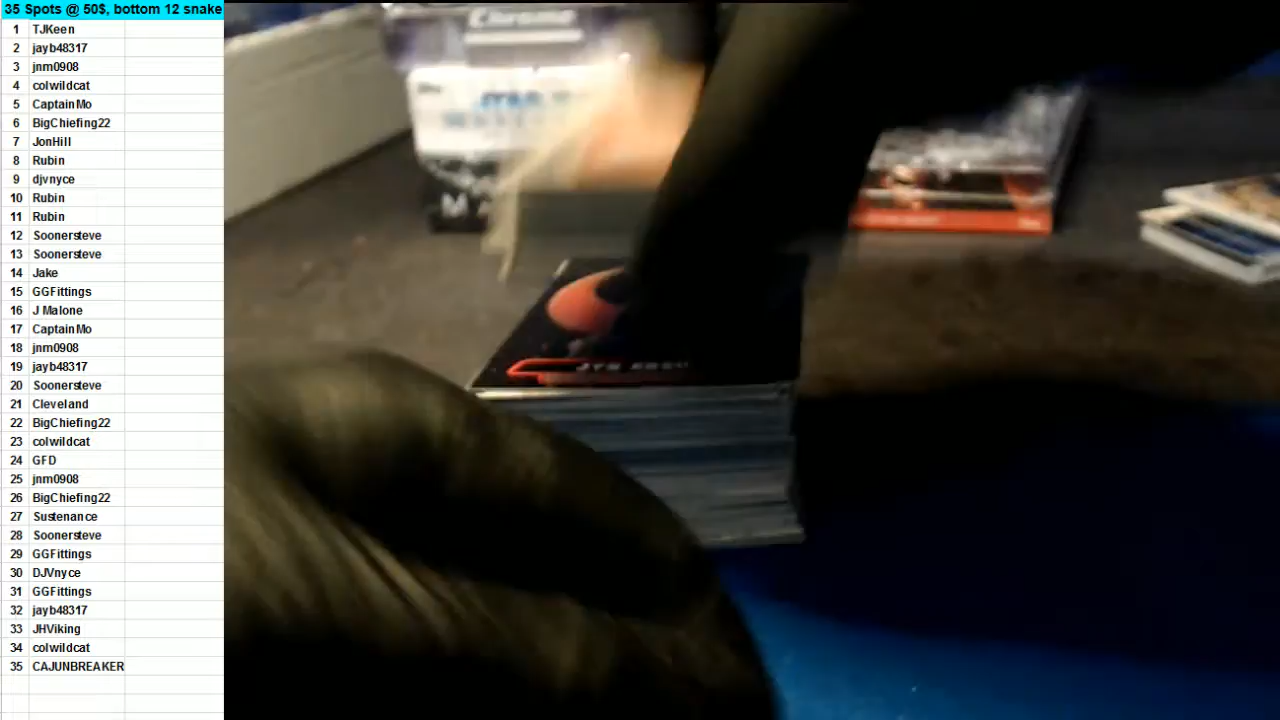 35 Spots @ 50$, bottom 12 snake
1 TJKeen
2 jayb48317
3 jnm0908
4 colwildcat
5 CaptainMo
6 BigChiefing22
7 JonHill
8 Rubin
9 djvnyce
10 Rubin
11 Rubin
12 Soonersteve
13 Soonersteve
14 Jake
15 GGFittings
16 J Malone
17 CaptainMo
18 jnm0908
19 jayb48317
20 Soonersteve
21 Cleveland
22 BigChiefing22
23 colwildcat
24 GFD
25 jnm0908
26 BigChiefing22
27 Sustenance
28 Soonersteve
29 GGFittings
30 DJVnyce
31 GGFittings
32 jayb48317
33 JHViking
34 colwildcat
35 CAJUNBREAKER
Chrome